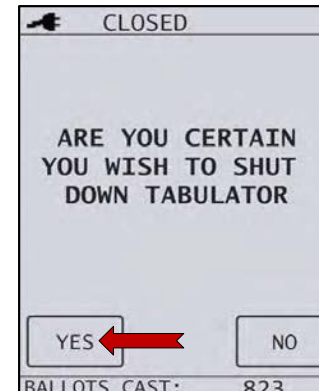 CLOSED
ARE YOU CERTAIN
YOU WISH TO SHUT
DOWN TABULATOR
YES
NO
BALLOTS CAST: 823